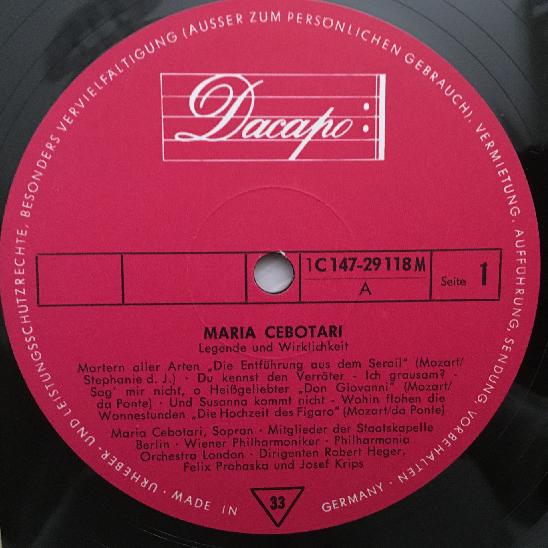 URHEBER- UND LEISTUNGSSCHUTZRECHTE, BESONDERS VERVIELFÄLTIGUNG (AUSSER ZUM PERSÖNLICHEN GEBRAUCH), VERMIETUNG, AUFFÜHRUNG, SENDUNG, VORBEHALTEN · MADE IN GERMANY ·
Dacapo
1C 147-29 118 M
A
Seite 1
MARIA CEBOTARI
Legende und Wirklichkeit
Martern aller Arten „Die Entführung aus dem Serail" (Mozart/
Stephanie d. J.) · Du kennst den Verräter - Ich grausam? -
Sag' mir nicht, o Heißgeliebter „Don Giovanni" (Mozart/
da Ponte) · Und Susanna kommt nicht - Wohin flohen die
Wonnestunden „Die Hochzeit des Figaro" (Mozart/da Ponte)
Maria Cebotari, Sopran · Mitglieder der Staatskapelle
Berlin · Wiener Philharmoniker · Philharmonia
Orchestra London · Dirigenten Robert Heger,
Felix Prohaska und Josef Krips
33